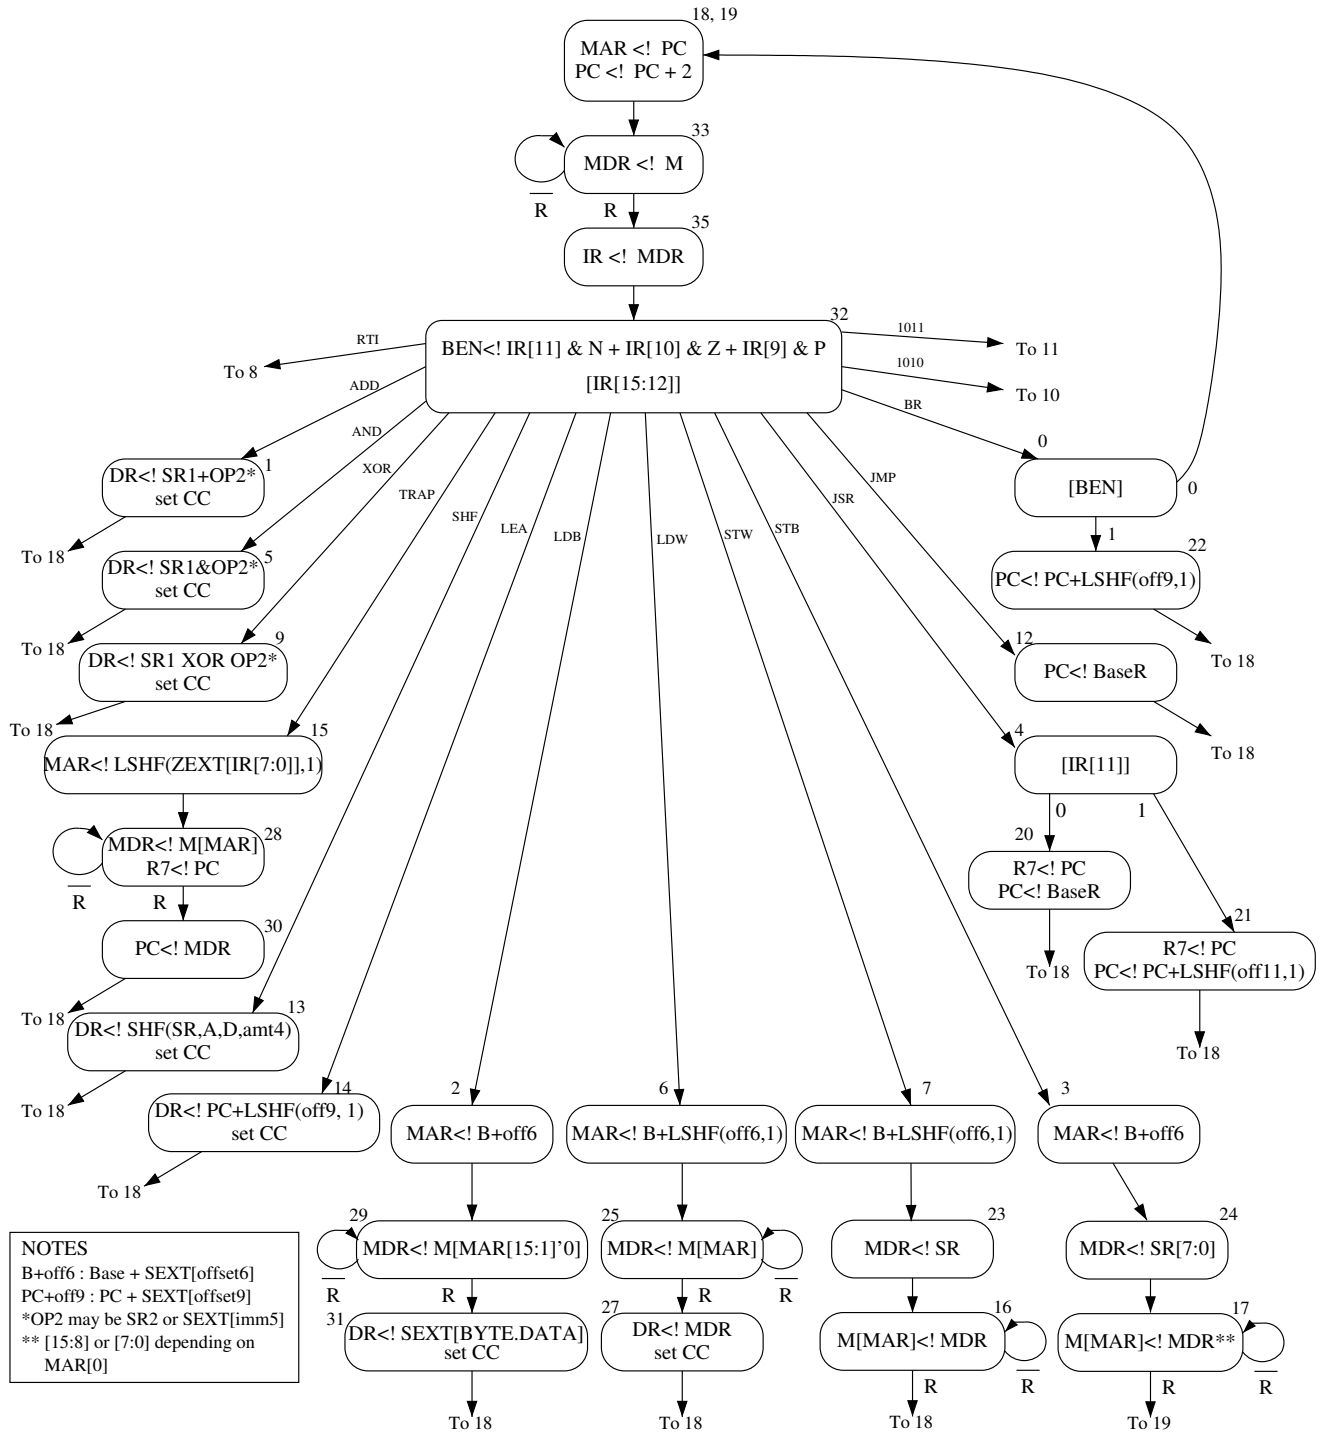 18, 19
MAR <! PC
PC <! PC + 2
33
MDR <! M
R
R
35
IR <! MDR
32
BEN<! IR[11] & N + IR[10] & Z + IR[9] & P
[IR[15:12]]
RTI
To 8
1011
To 11
1010
To 10
ADD
BR
AND
XOR
TRAP
SHF
LEA
LDB
LDW
STW
STB
JSR
JMP
0
[BEN]
0
1
1
DR<! SR1+OP2*
set CC
To 18
5
DR<! SR1&OP2*
set CC
To 18
22
PC<! PC+LSHF(off9,1)
To 18
9
DR<! SR1 XOR OP2*
set CC
To 18
12
PC<! BaseR
To 18
15
MAR<! LSHF(ZEXT[IR[7:0]],1)
4
[IR[11]]
0
1
28
MDR<! M[MAR]
R7<! PC
R
R
20
R7<! PC
PC<! BaseR
To 18
30
PC<! MDR
To 18
21
R7<! PC
PC<! PC+LSHF(off11,1)
To 18
13
DR<! SHF(SR,A,D,amt4)
set CC
To 18
14
DR<! PC+LSHF(off9, 1)
set CC
To 18
2
MAR<! B+off6
6
MAR<! B+LSHF(off6,1)
7
MAR<! B+LSHF(off6,1)
3
MAR<! B+off6
29
MDR<! M[MAR[15:1]'0]
R
R
25
MDR<! M[MAR]
R
R
23
MDR<! SR
24
MDR<! SR[7:0]
31
DR<! SEXT[BYTE.DATA]
set CC
To 18
27
DR<! MDR
set CC
To 18
16
M[MAR]<! MDR
R
R
To 18
17
M[MAR]<! MDR**
R
R
To 19
NOTES
B+off6 : Base + SEXT[offset6]
PC+off9 : PC + SEXT[offset9]
*OP2 may be SR2 or SEXT[imm5]
** [15:8] or [7:0] depending on
MAR[0]